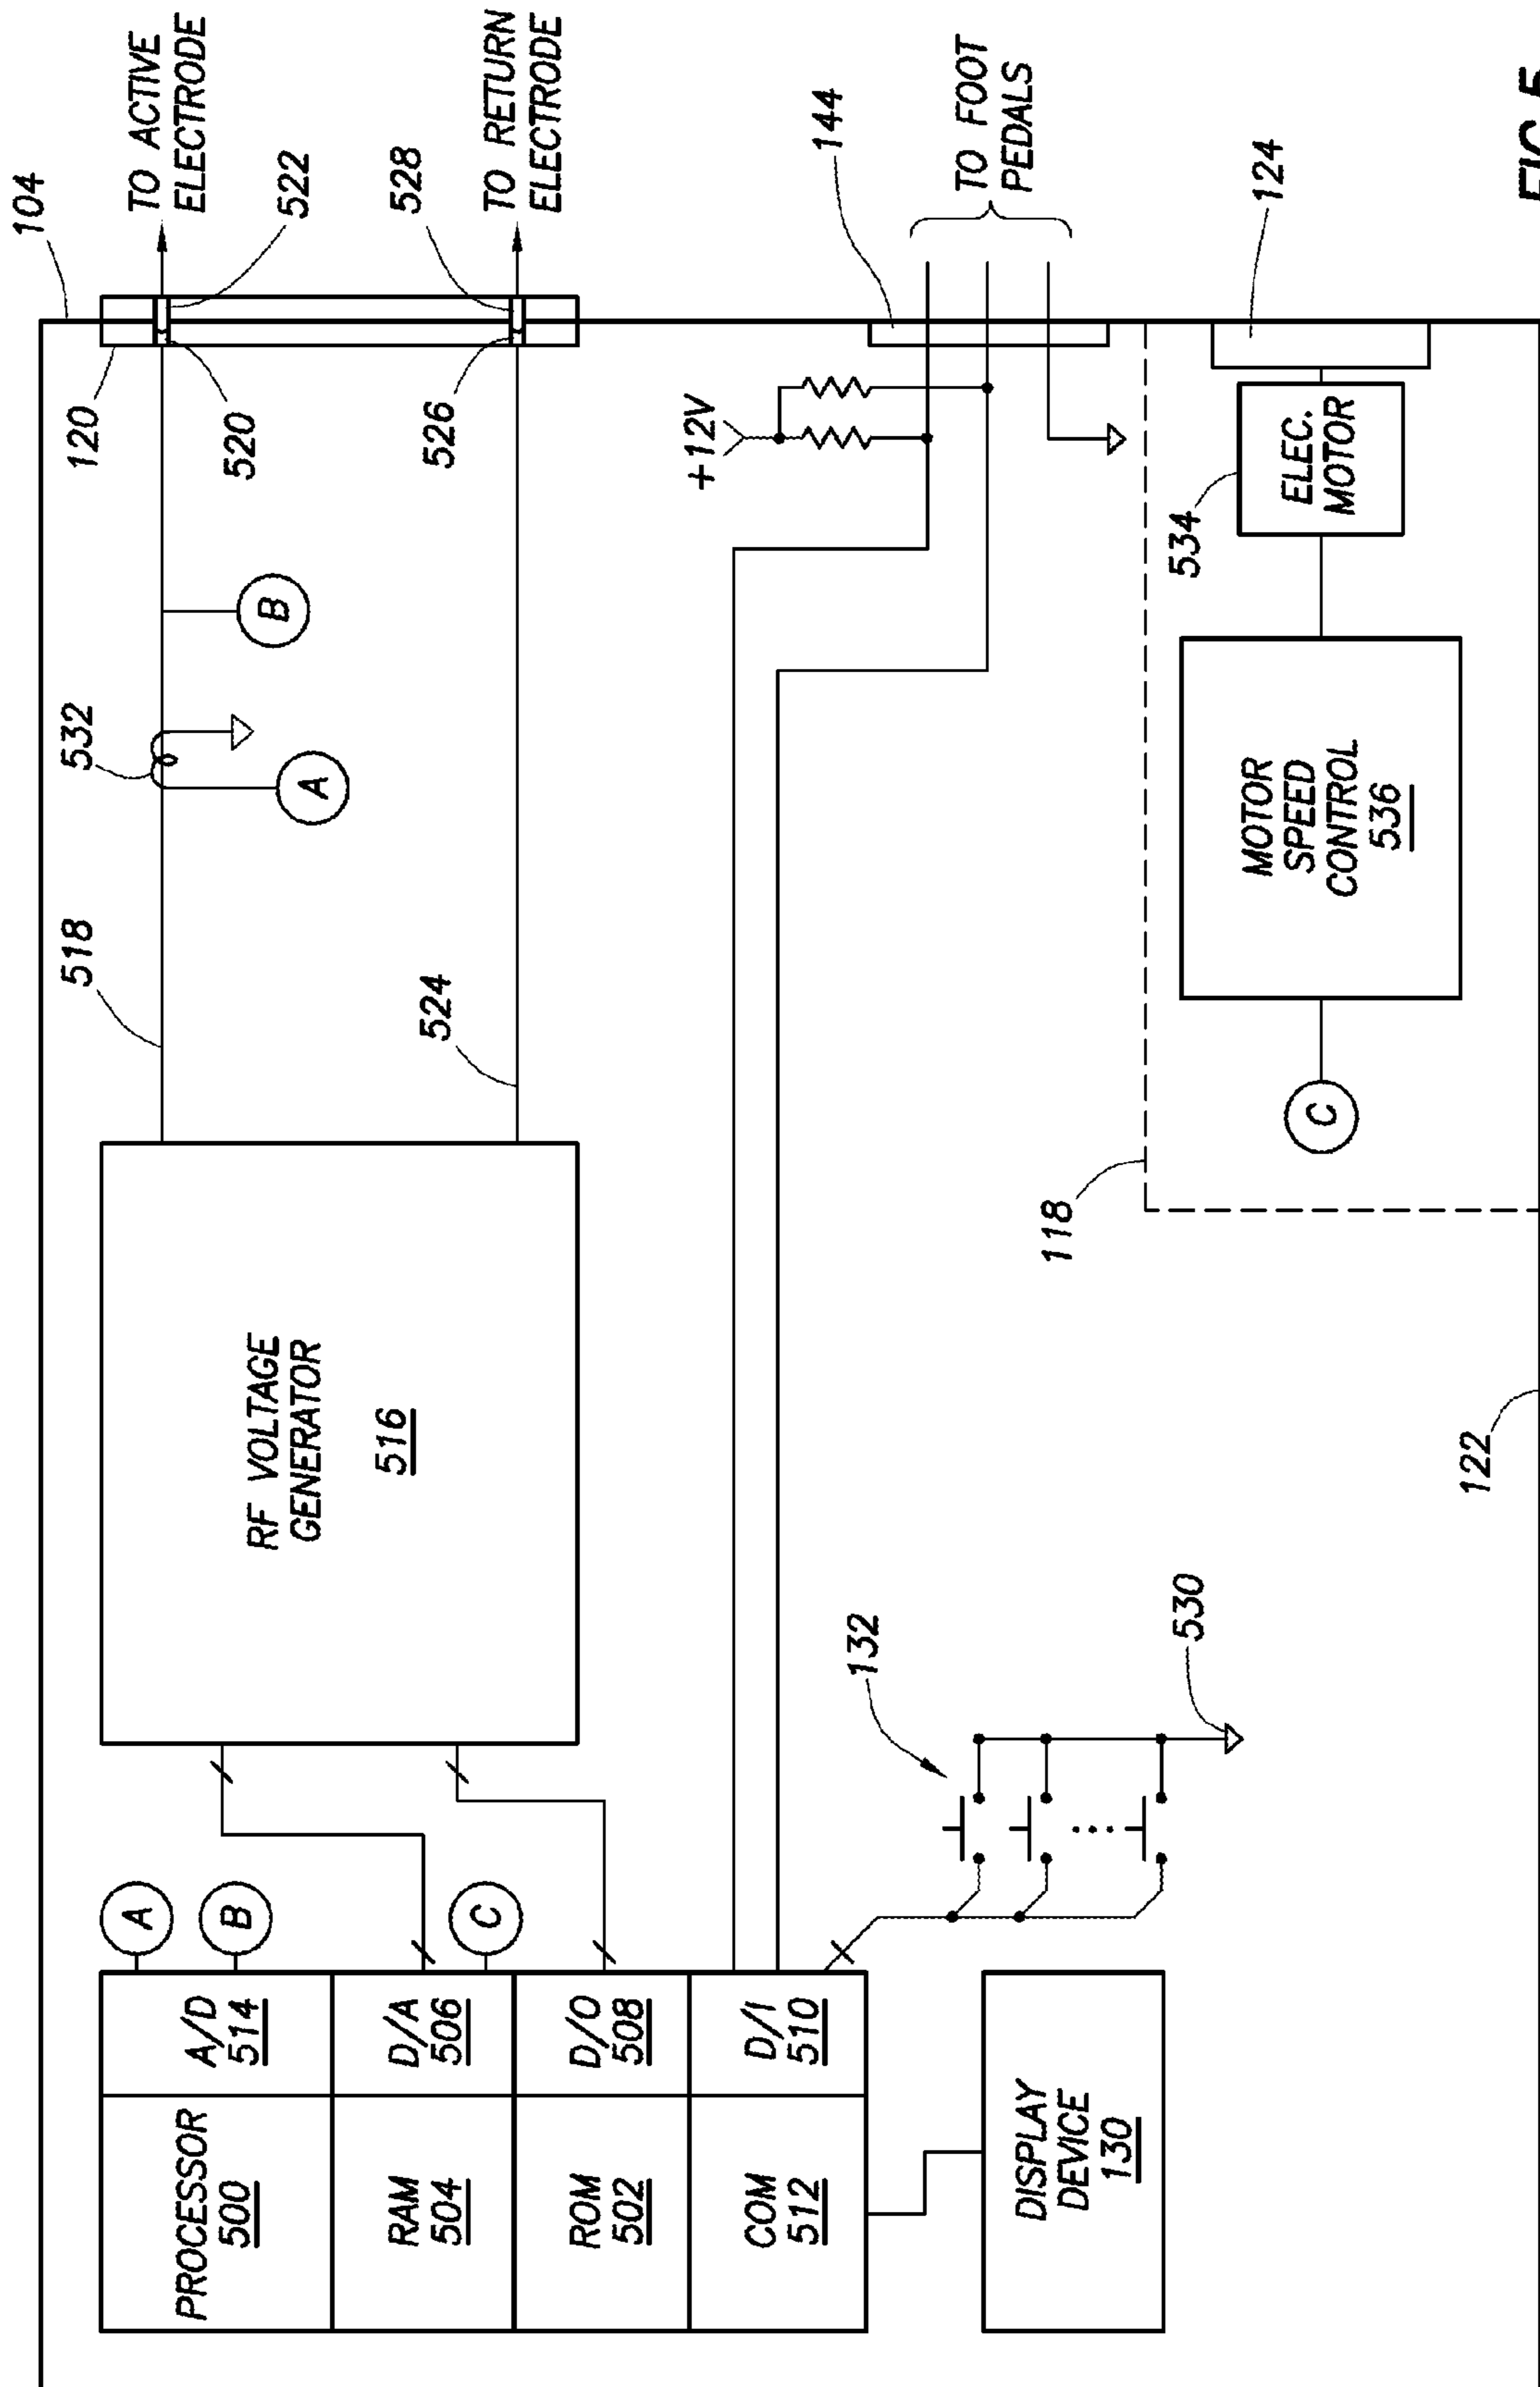 104
TO ACTIVE
ELECTRODE
522
528
TO RETURN
ELECTRODE
120
520
526
532
B
A
518
524
RF VOLTAGE
GENERATOR
516
A
B
C
PROCESSOR
500
A/D
514
RAM
504
D/A
506
ROM
502
D/O
508
COM
512
D/I
510
DISPLAY
DEVICE
130
132
530
+12V
144
TO FOOT
PEDALS
124
534
ELEC.
MOTOR
MOTOR
SPEED
CONTROL
536
C
118
122